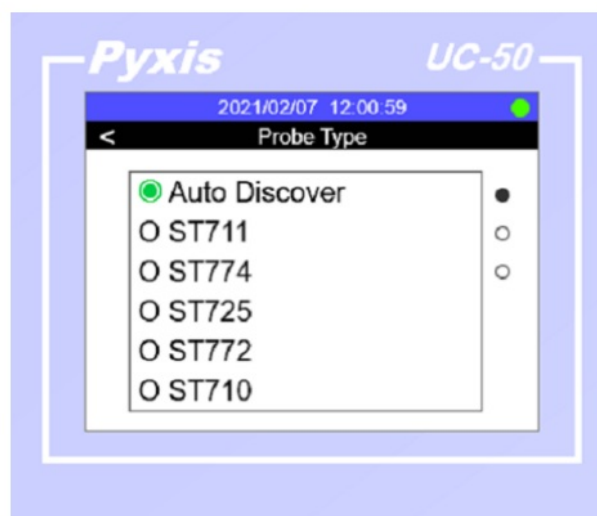 Pyxis UC-50
2021/02/07 12:00:59
< Probe Type
Auto Discover
ST711
ST774
ST725
ST772
ST710